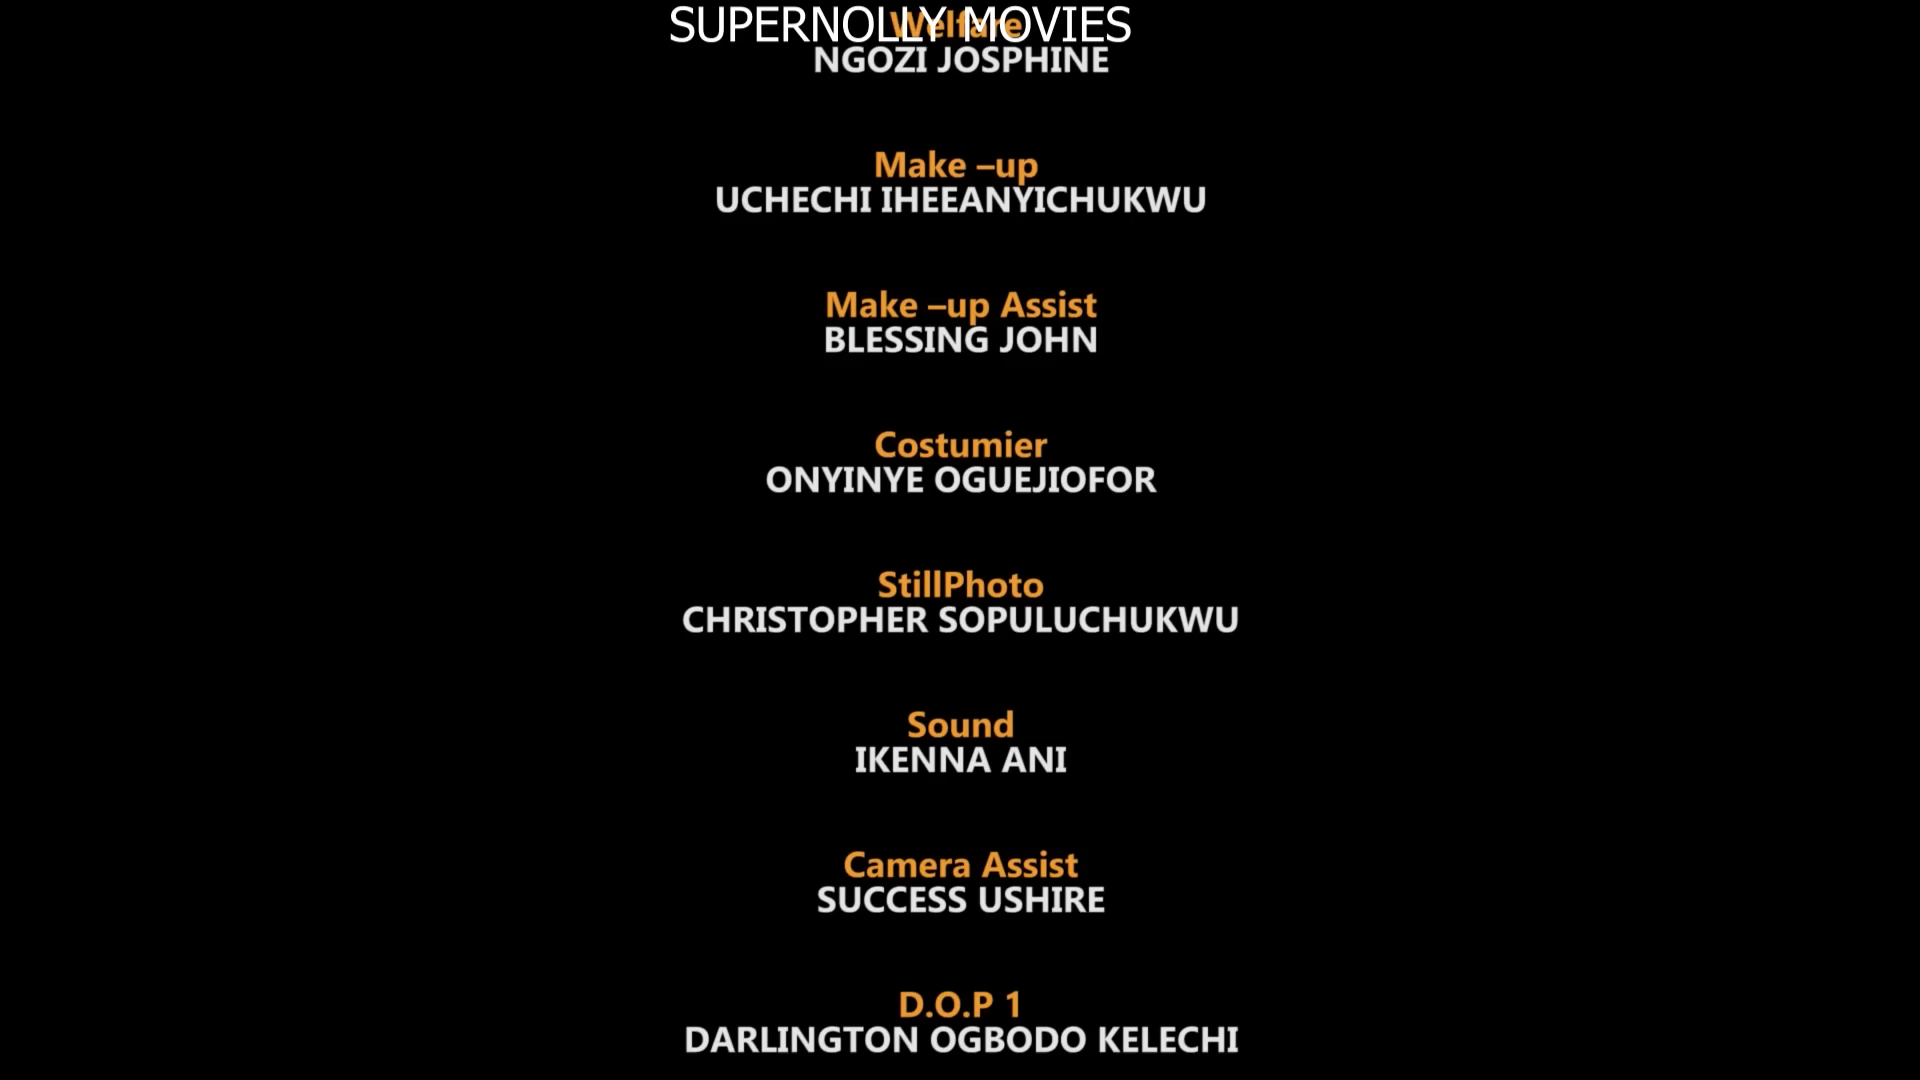 SUPERNOLLY MOVIES
Welfare
NGOZI JOSPHINE
Make –up
UCHECHI IHEEANYICHUKWU
Make –up Assist
BLESSING JOHN
Costumier
ONYINYE OGUEJIOFOR
StillPhoto
CHRISTOPHER SOPULUCHUKWU
Sound
IKENNA ANI
Camera Assist
SUCCESS USHIRE
D.O.P 1
DARLINGTON OGBODO KELECHI